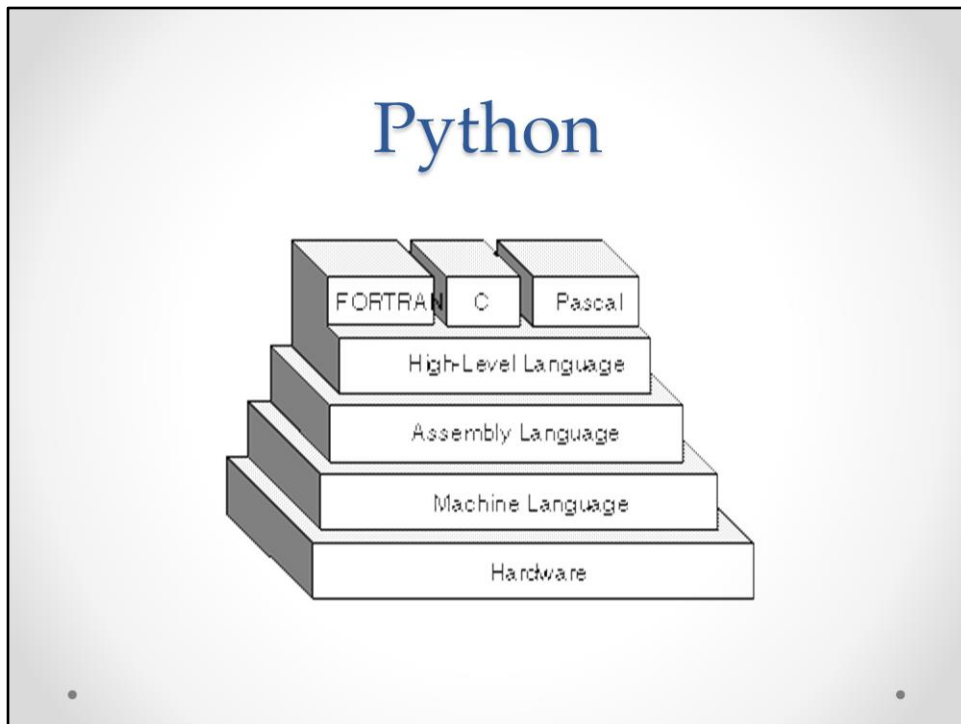 Python
FORTRAN C Pascal
High-Level Language
Assembly Language
Machine Language
Hardware